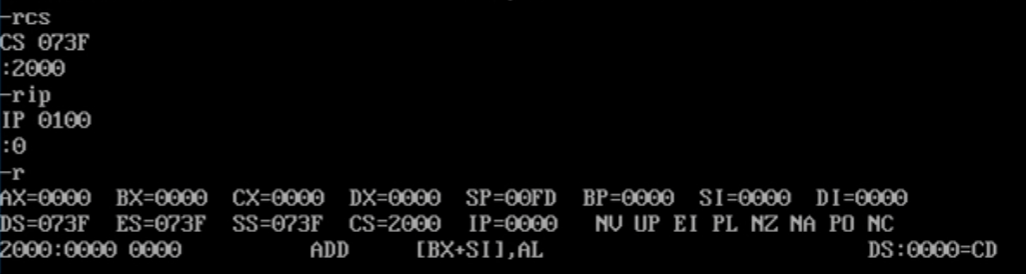 -rcs
CS 073F
:2000
-rip
IP 0100
:0
-r
AX=0000  BX=0000  CX=0000  DX=0000  SP=00FD  BP=0000  SI=0000  DI=0000
DS=073F  ES=073F  SS=073F  CS=2000  IP=0000   NV UP EI PL NZ NA PO NC
2000:0000 0000          ADD     [BX+SI],AL                         DS:0000=CD